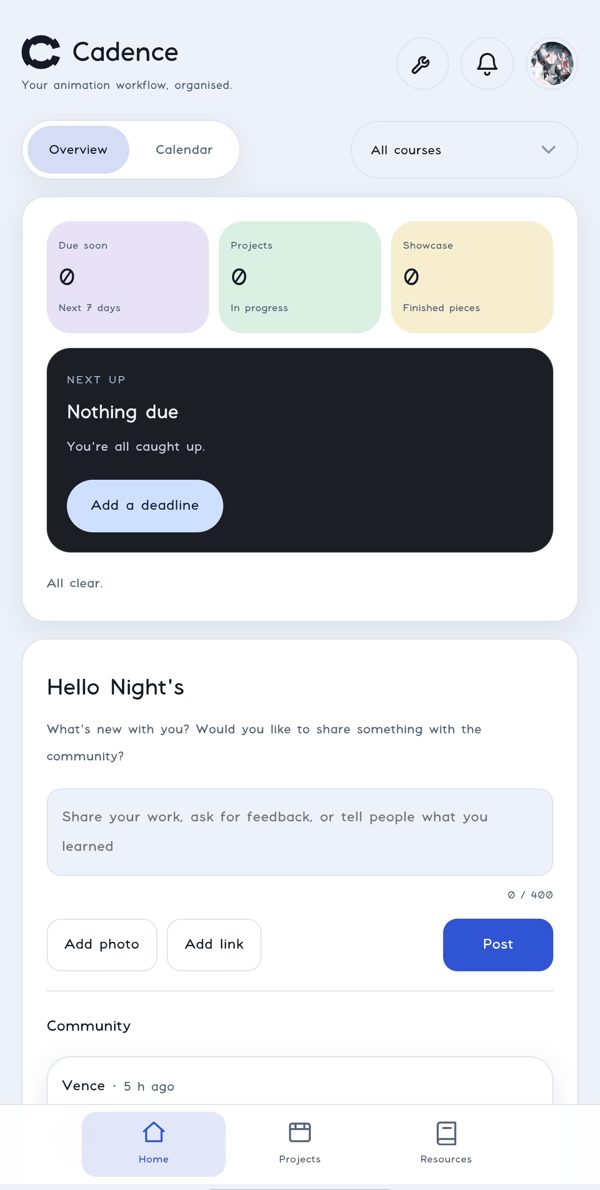 Cadence
Your animation workflow, organised.
Overview
Calendar
All courses
Due soon
0
Next 7 days
Projects
0
In progress
Showcase
0
Finished pieces
NEXT UP
Nothing due
You're all caught up.
Add a deadline
All clear.
Hello Night's
What's new with you? Would you like to share something with the
community?
Share your work, ask for feedback, or tell people what you
learned
0 / 400
Add photo
Add link
Post
Community
Vence · 5 h ago
Home
Projects
Resources